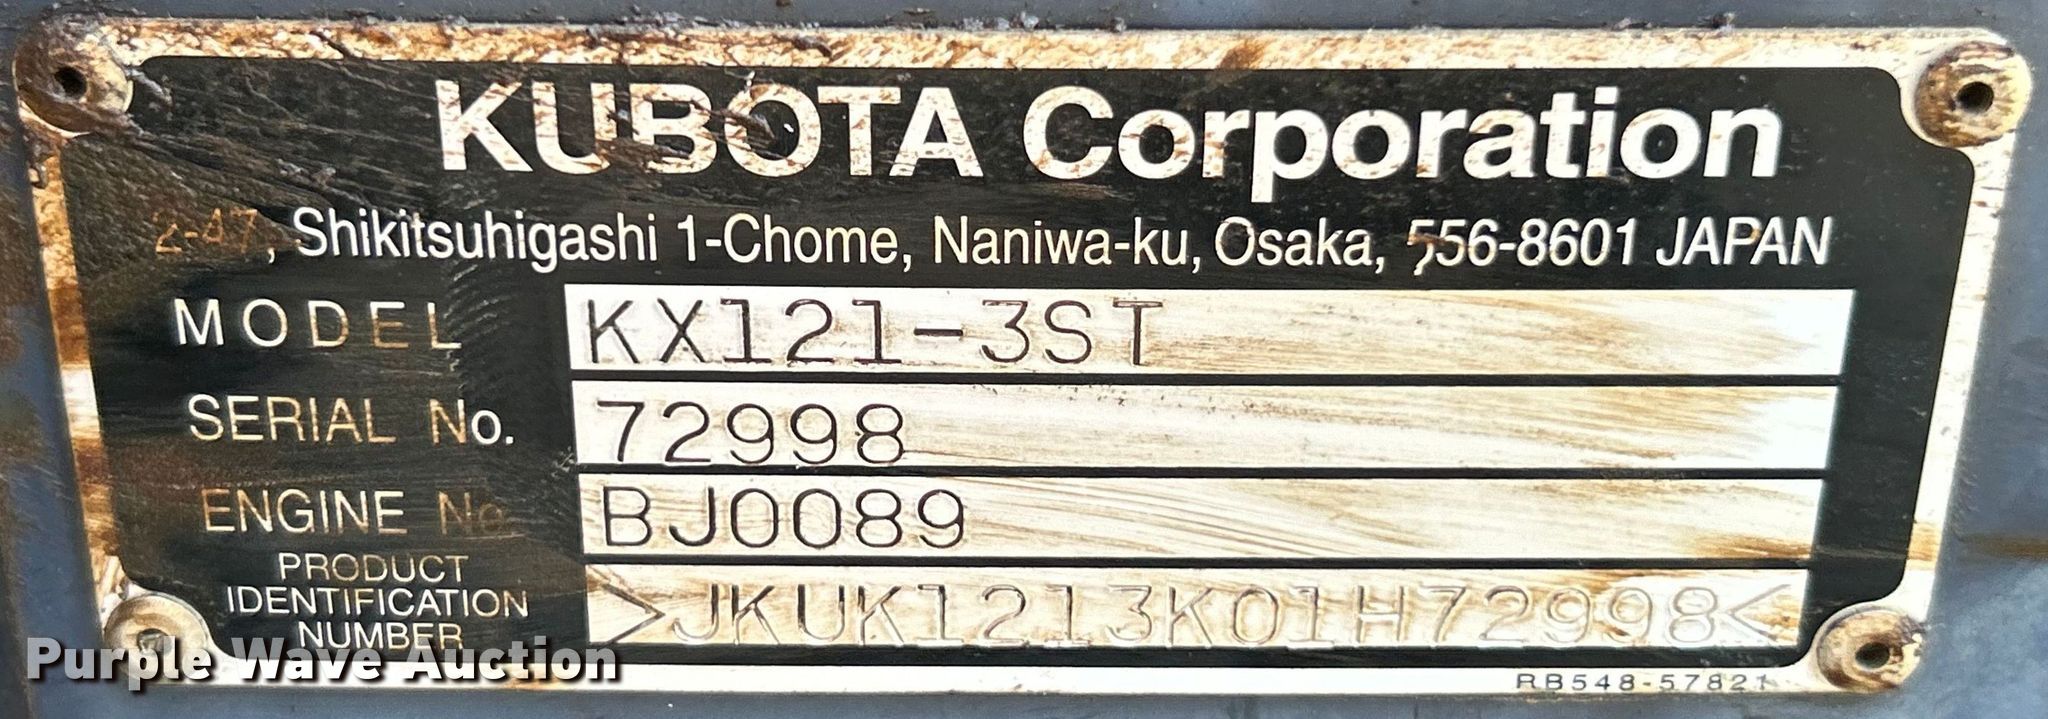 KUBOTA Corporation
2-47, Shikitsuhigashi 1-Chome, Naniwa-ku, Osaka, 556-8601 JAPAN
MODEL KX121-3ST
SERIAL No. 72998
ENGINE No. BJ0089
PRODUCT
IDENTIFICATION
NUMBER >JKUK1213K01H72998<
Purple Wave Auction
RB548-57821